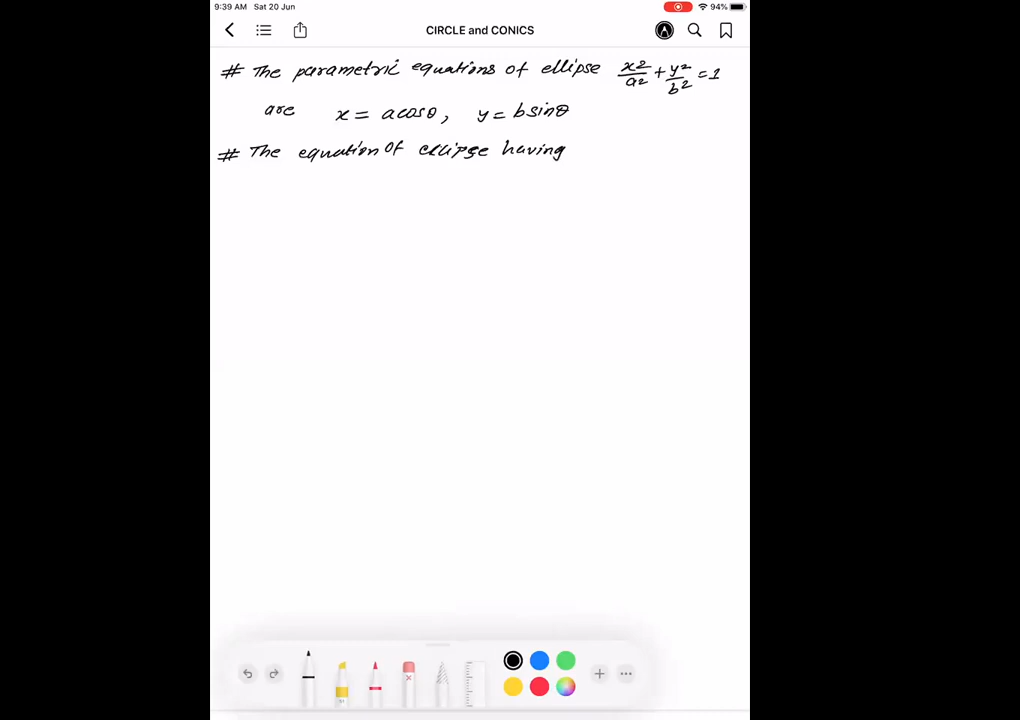 9:39 AM Sat 20 Jun 94%
CIRCLE and CONICS
# The parametric equations of ellipse x²/a² + y²/b² = 1
are x = acosθ, y = bsinθ
# The equation of ellipse having